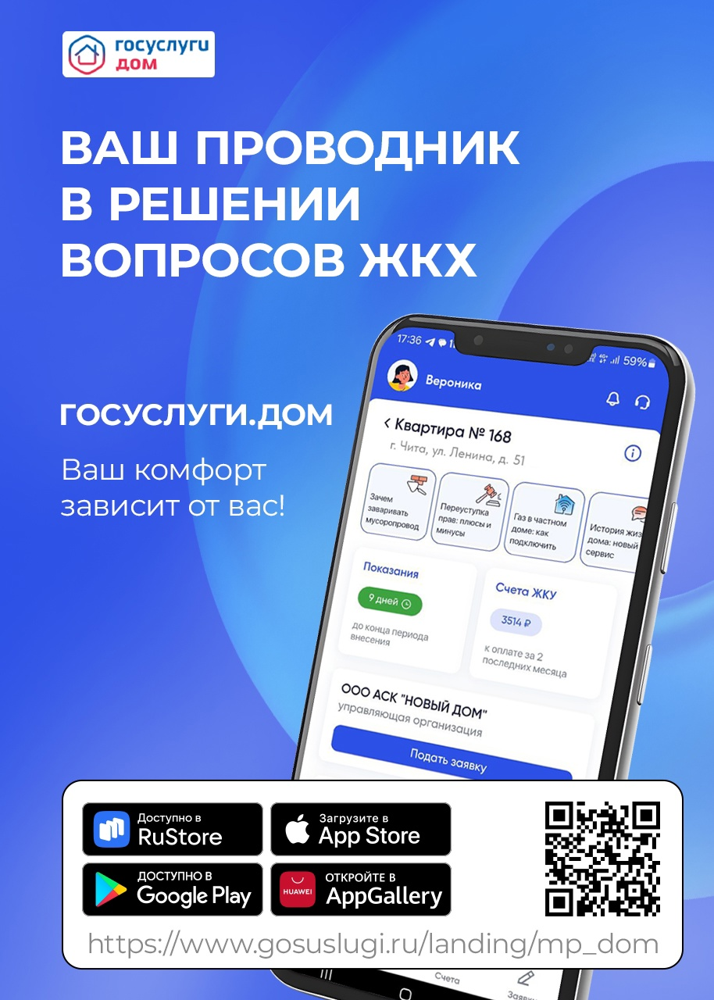 госуслуги
дом
ВАШ ПРОВОДНИК
В РЕШЕНИИ
ВОПРОСОВ ЖКХ
ГОСУСЛУГИ.ДОМ
Ваш комфорт
зависит от вас!
17:36
59%
Вероника
Квартира № 168
г. Чита, ул. Ленина, д. 51
Зачем
заваривать
мусоропровод
Переуступка
прав: плюсы и
минусы
Газ в частном
доме: как
подключить
История жиз
дома: новый
сервис
Показания
9 дней
до конца периода
внесения
Счета ЖКУ
3514 ₽
к оплате за 2
последних месяца
ООО АСК "НОВЫЙ ДОМ"
управляющая организация
Подать заявку
Доступно в
RuStore
Загрузите в
App Store
ДОСТУПНО В
Google Play
HUAWEI
ОТКРОЙТЕ В
AppGallery
https://www.gosuslugi.ru/landing/mp_dom
Счета